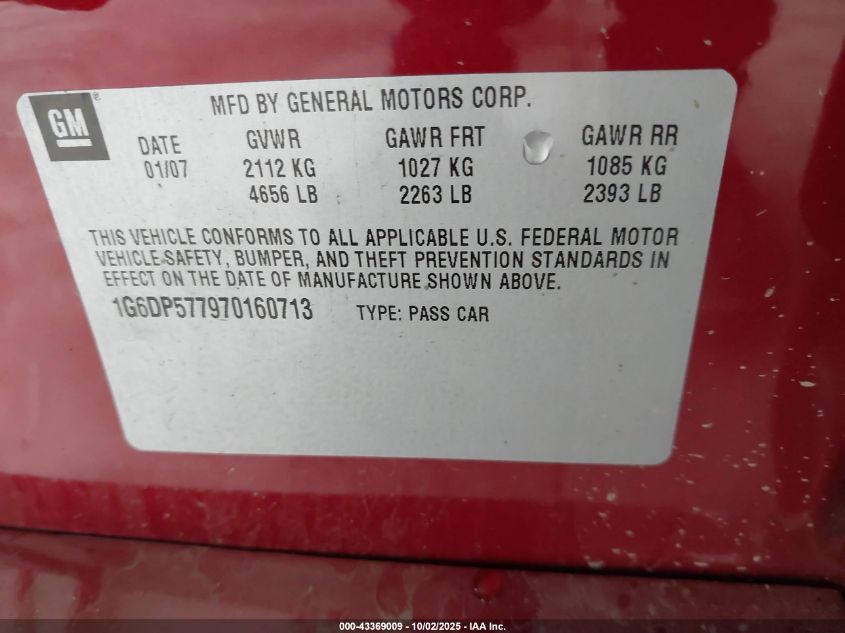 GM®
MFD BY GENERAL MOTORS CORP.
DATE GVWR GAWR FRT GAWR RR
01/07 2112 KG 1027 KG 1085 KG
4656 LB 2263 LB 2393 LB
THIS VEHICLE CONFORMS TO ALL APPLICABLE U.S. FEDERAL MOTOR
VEHICLE SAFETY, BUMPER, AND THEFT PREVENTION STANDARDS IN
EFFECT ON THE DATE OF MANUFACTURE SHOWN ABOVE.
1G6DP577970160713 TYPE: PASS CAR
000-43369009 - 10/02/2025 - IAA Inc.